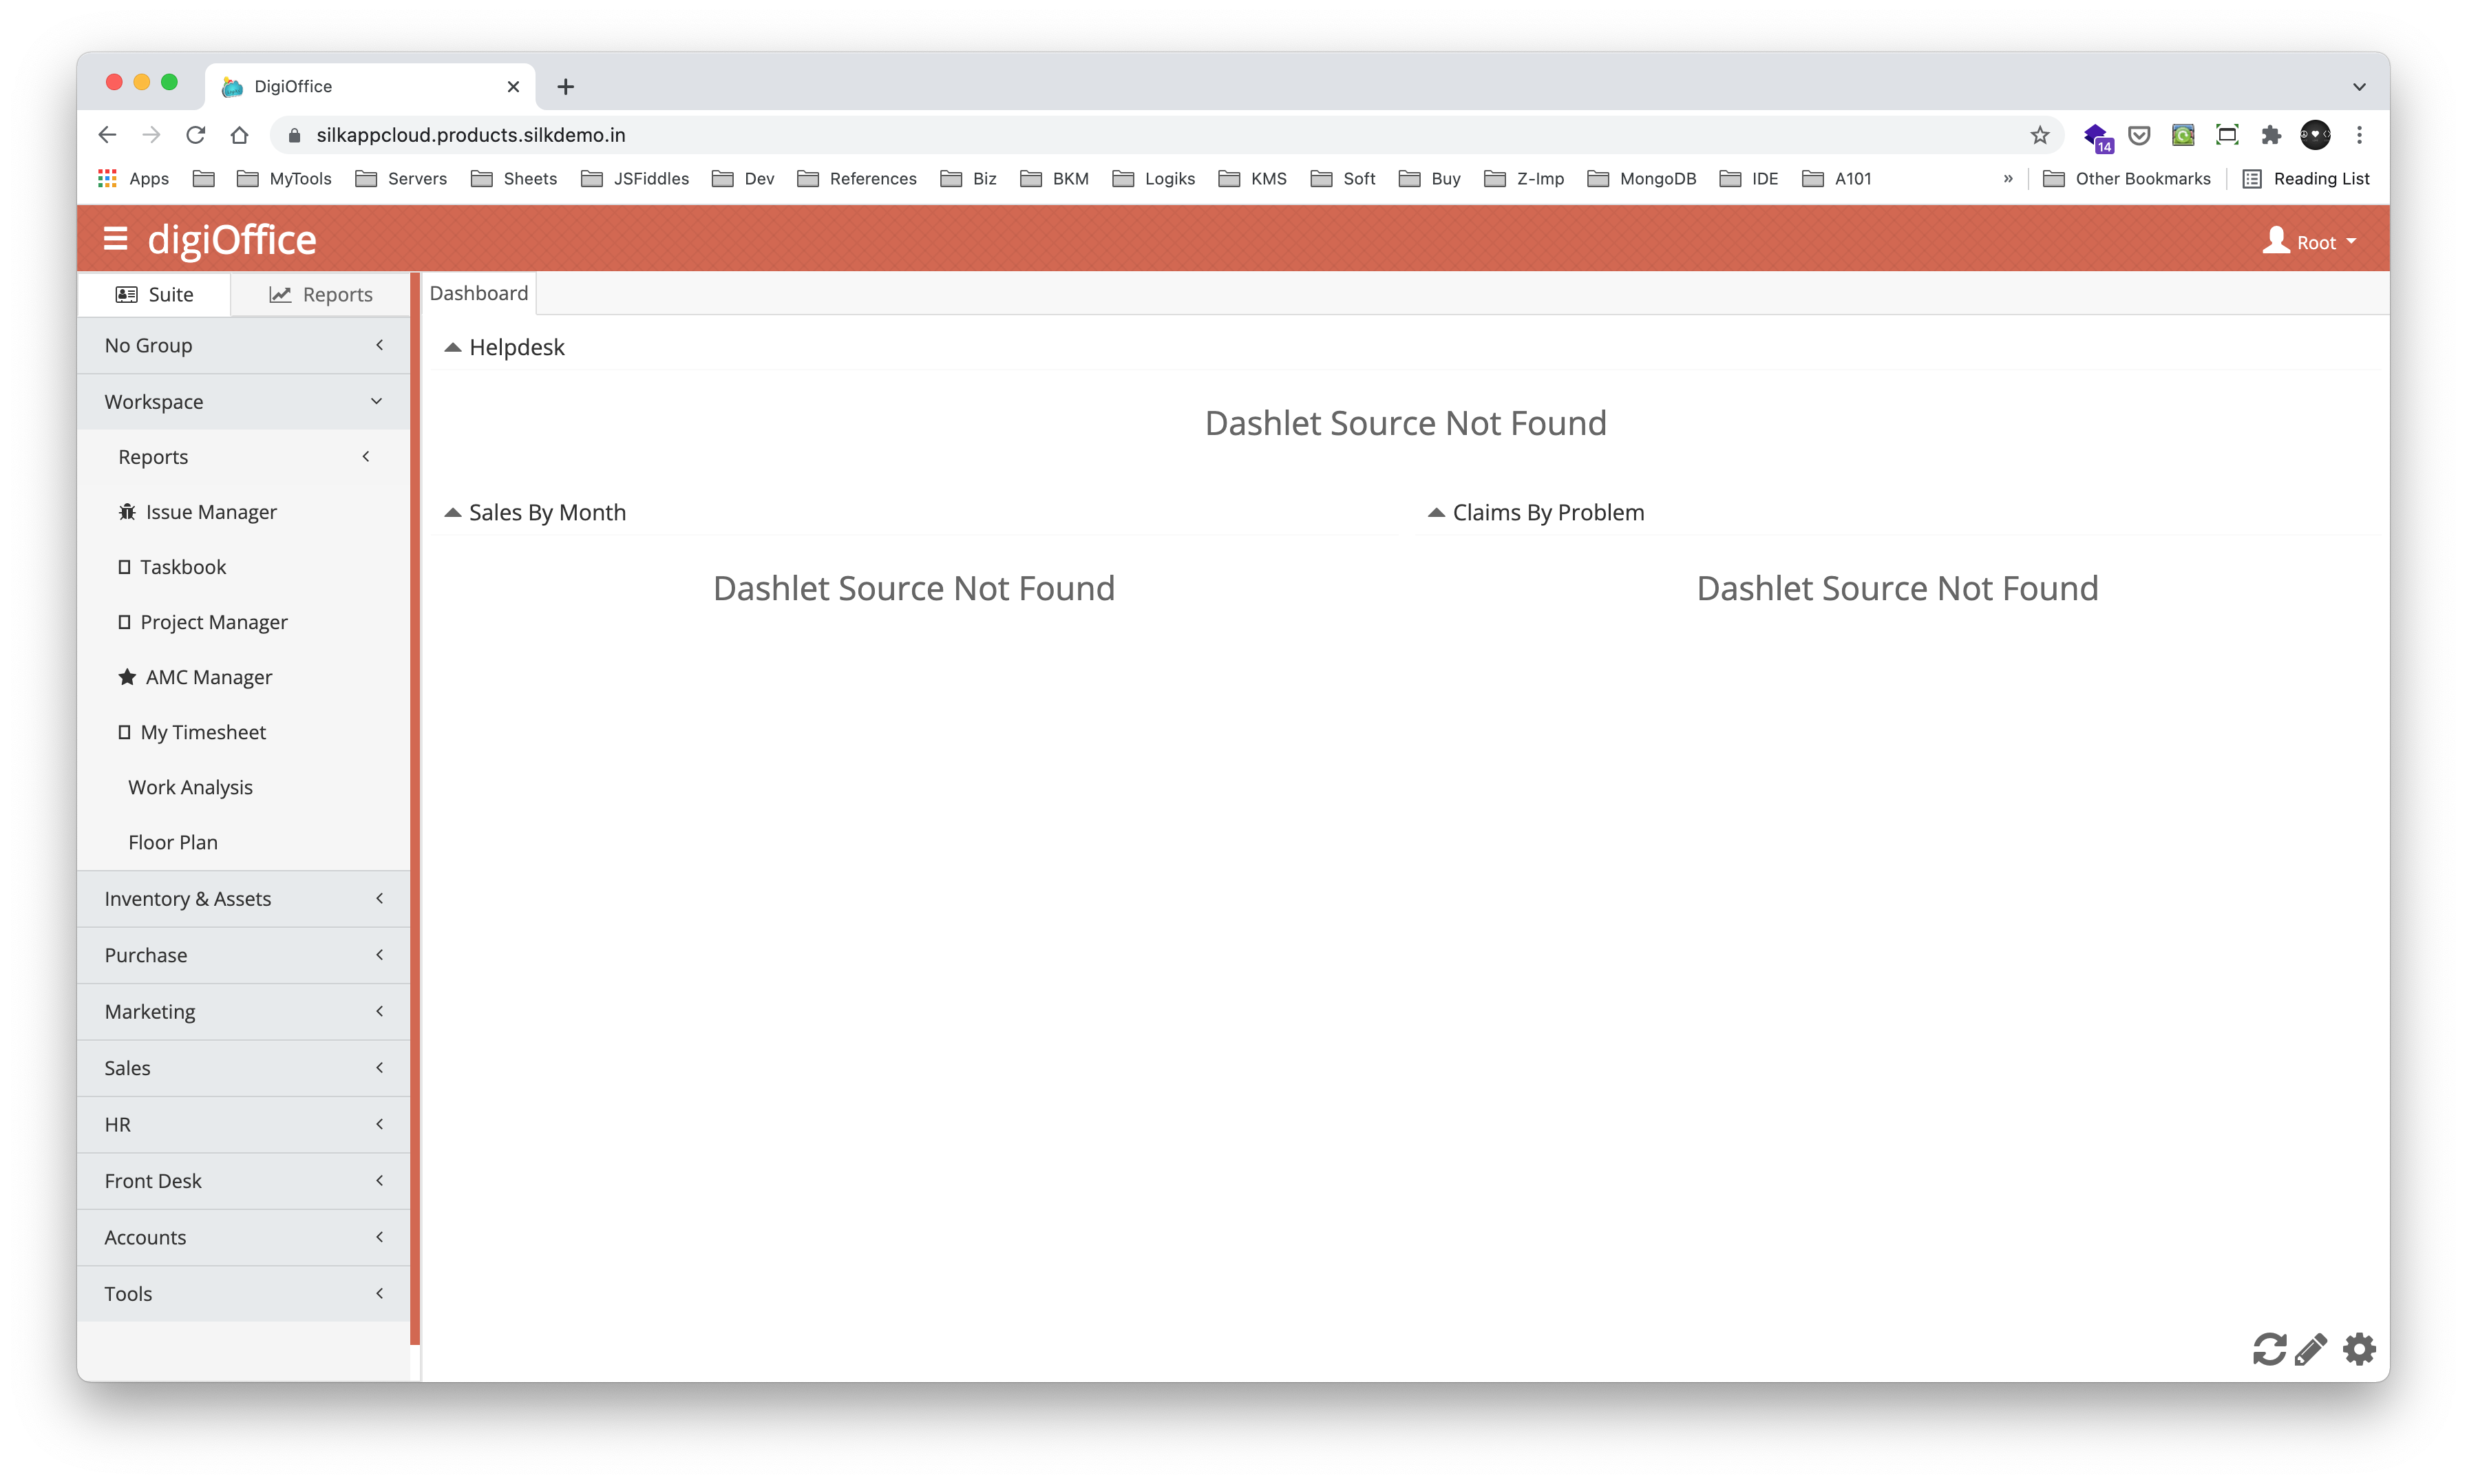 DigiOffice
silkappcloud.products.silkdemo.in
14
Apps MyTools Servers Sheets JSFiddles Dev References Biz BKM Logiks KMS Soft Buy Z-Imp MongoDB IDE A101 » Other Bookmarks Reading List
digiOffice
Root
Suite
Reports
Dashboard
No Group
Workspace
Reports
Issue Manager
Taskbook
Project Manager
AMC Manager
My Timesheet
Work Analysis
Floor Plan
Inventory & Assets
Purchase
Marketing
Sales
HR
Front Desk
Accounts
Tools
Helpdesk
Dashlet Source Not Found
Sales By Month
Dashlet Source Not Found
Claims By Problem
Dashlet Source Not Found